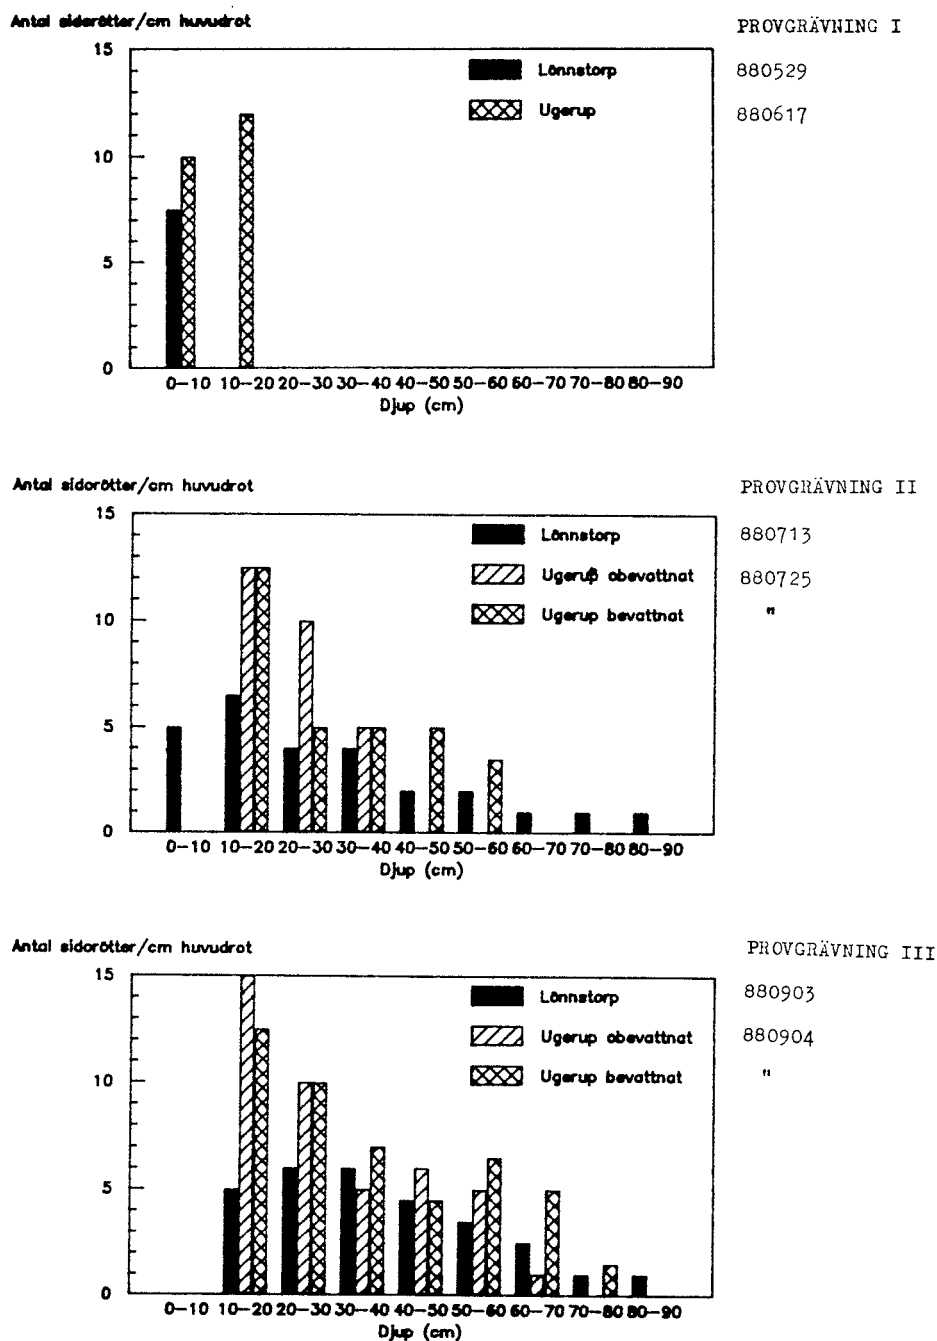 Antal sidorötter/cm huvudrot
PROVGRÄVNING I
15
10
5
0
Lönnstorp 880529
Ugerup 880617
0-10 10-20 20-30 30-40 40-50 50-60 60-70 70-80 80-90
Djup (cm)
Antal sidorötter/cm huvudrot
PROVGRÄVNING II
15
10
5
0
Lönnstorp 880713
Ugerup obevattnat 880725
Ugerup bevattnat "
0-10 10-20 20-30 30-40 40-50 50-60 60-70 70-80 80-90
Djup (cm)
Antal sidorötter/cm huvudrot
PROVGRÄVNING III
15
10
5
0
Lönnstorp 880903
Ugerup obevattnat 880904
Ugerup bevattnat "
0-10 10-20 20-30 30-40 40-50 50-60 60-70 70-80 80-90
Djup (cm)